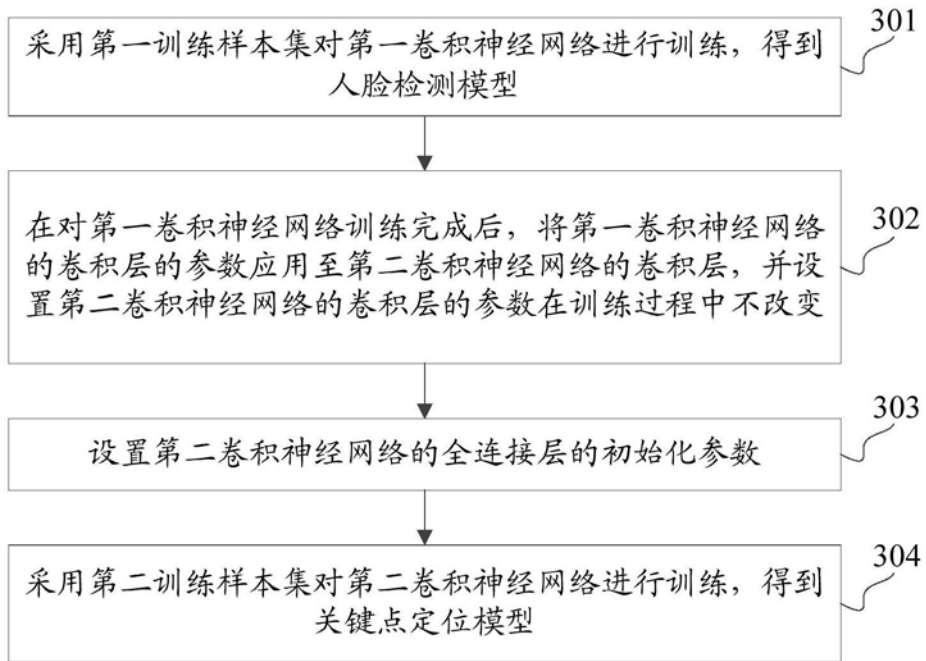 采用第一训练样本集对第一卷积神经网络进行训练，得到
人脸检测模型
301
在对第一卷积神经网络训练完成后，将第一卷积神经网络
的卷积层的参数应用至第二卷积神经网络的卷积层，并设
置第二卷积神经网络的卷积层的参数在训练过程中不改变
302
设置第二卷积神经网络的全连接层的初始化参数
303
采用第二训练样本集对第二卷积神经网络进行训练，得到
关键点定位模型
304